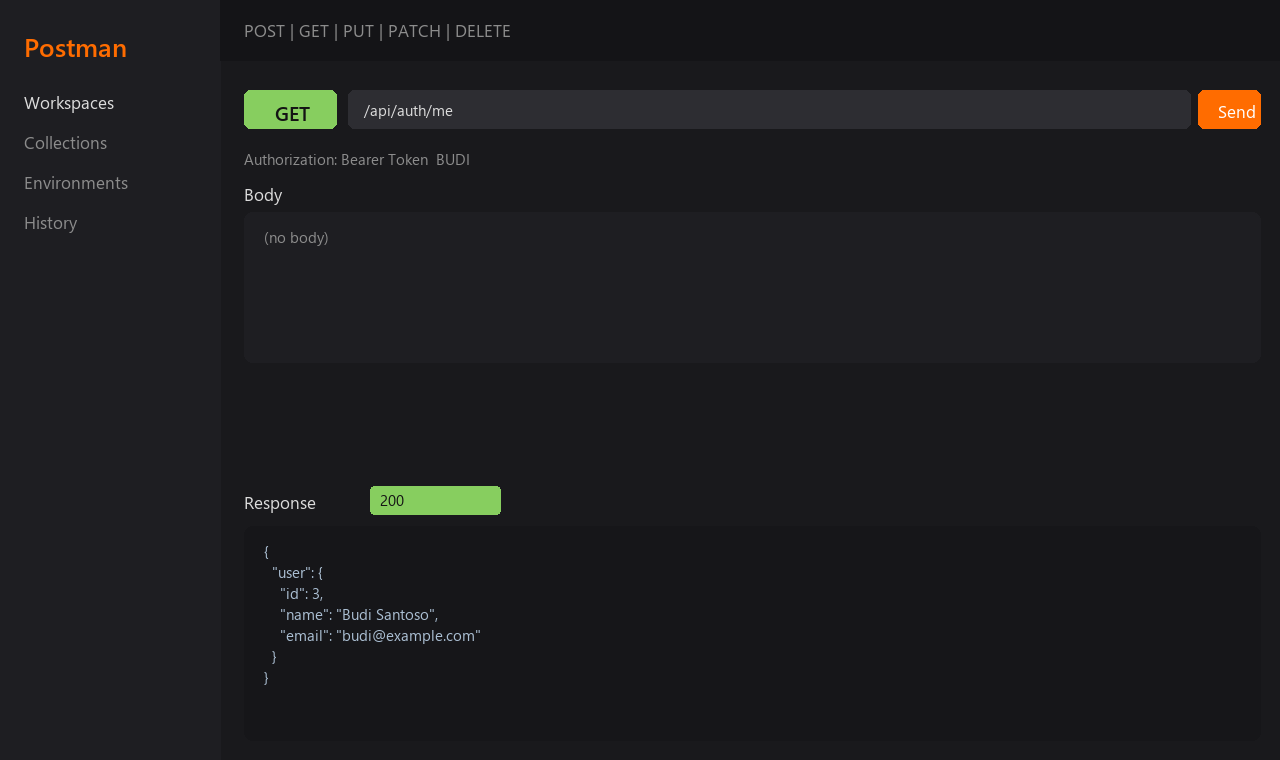 Postman
Workspaces
Collections
Environments
History
POST | GET | PUT | PATCH | DELETE
GET
/api/auth/me
Send
Authorization: Bearer Token  BUDI
Body
(no body)
Response
200
{
  "user": {
    "id": 3,
    "name": "Budi Santoso",
    "email": "budi@example.com"
  }
}